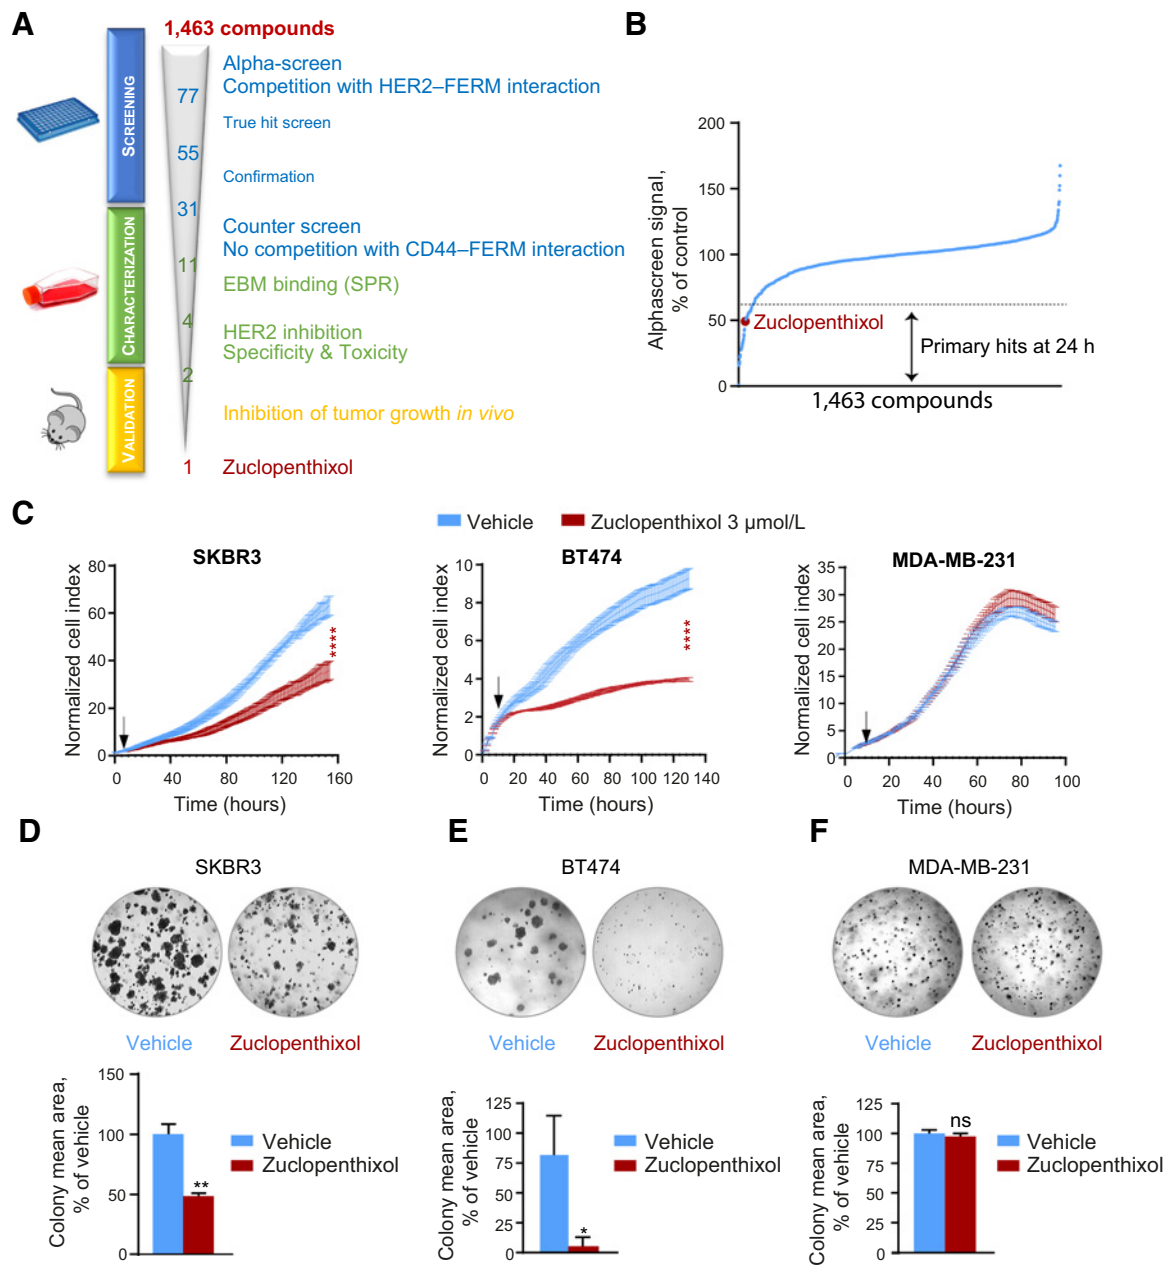 A
1,463 compounds
SCREENING
CHARACTERIZATION
VALIDATION
77
55
31
11
4
2
1
Alpha-screen
Competition with HER2–FERM interaction
True hit screen
Confirmation
Counter screen
No competition with CD44–FERM interaction
EBM binding (SPR)
HER2 inhibition
Specificity & Toxicity
Inhibition of tumor growth in vivo
Zuclopenthixol
B
Alphascreen signal,
% of control
200
150
100
50
0
Zuclopenthixol
Primary hits at 24 h
1,463 compounds
C
Vehicle
Zuclopenthixol 3 µmol/L
SKBR3
Normalized cell index
80
60
40
20
0
0 40 80 120 160
Time (hours)
****
BT474
Normalized cell index
10
8
6
4
2
0
0 20 40 60 80 100 120 140
Time (hours)
****
MDA-MB-231
Normalized cell index
35
30
25
20
15
10
5
0
0 20 40 60 80 100
Time (hours)
D
SKBR3
Vehicle
Zuclopenthixol
Colony mean area,
% of vehicle
150
100
50
0
**
Vehicle
Zuclopenthixol
E
BT474
Vehicle
Zuclopenthixol
Colony mean area,
% of vehicle
125
100
75
50
25
0
*
Vehicle
Zuclopenthixol
F
MDA-MB-231
Vehicle
Zuclopenthixol
Colony mean area,
% of vehicle
125
100
75
50
25
0
ns
Vehicle
Zuclopenthixol